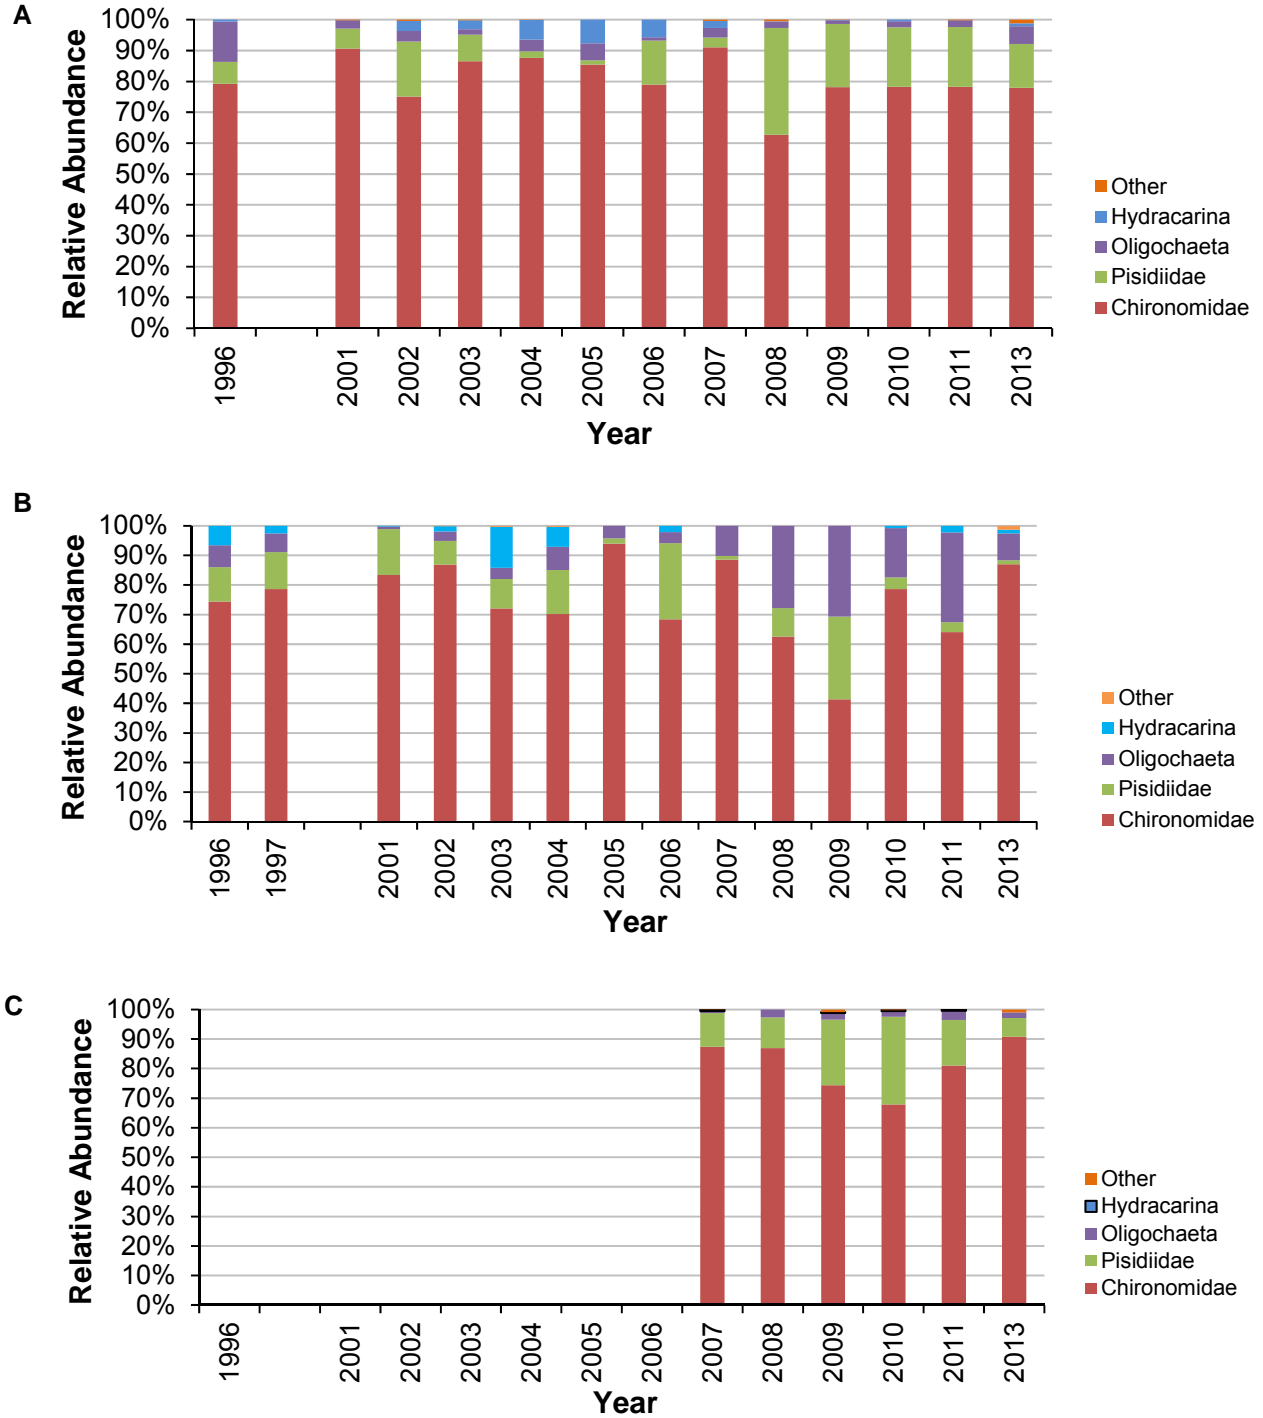 A
100%
90%
80%
70%
60%
50%
40%
30%
20%
10%
0%
Relative Abundance
1996 2001 2002 2003 2004 2005 2006 2007 2008 2009 2010 2011 2013
Year
Other
Hydracarina
Oligochaeta
Pisidiidae
Chironomidae
B
100%
90%
80%
70%
60%
50%
40%
30%
20%
10%
0%
Relative Abundance
1996 1997 2001 2002 2003 2004 2005 2006 2007 2008 2009 2010 2011 2013
Year
Other
Hydracarina
Oligochaeta
Pisidiidae
Chironomidae
C
100%
90%
80%
70%
60%
50%
40%
30%
20%
10%
0%
Relative Abundance
1996 2001 2002 2003 2004 2005 2006 2007 2008 2009 2010 2011 2013
Year
Other
Hydracarina
Oligochaeta
Pisidiidae
Chironomidae